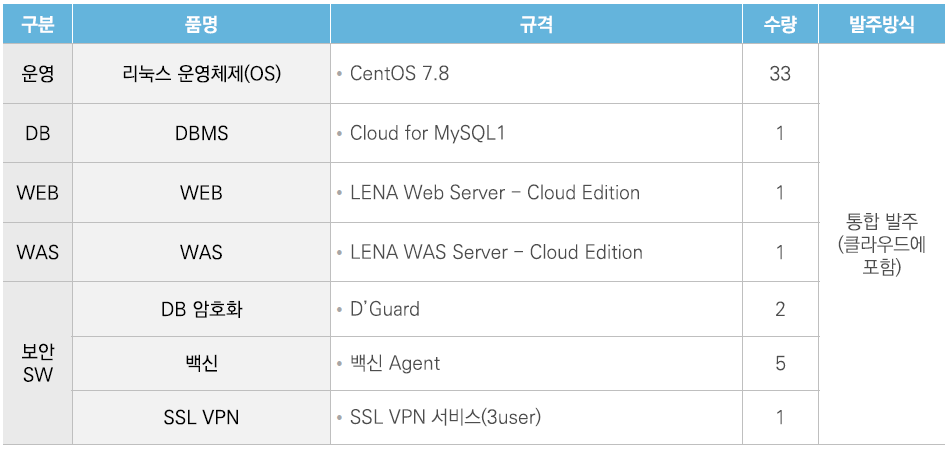 구분 품명 규격 수량 발주방식
운영 리눅스 운영체제(OS) • CentOS 7.8 33
DB DBMS • Cloud for MySQL1 1
WEB WEB • LENA Web Server – Cloud Edition 1
WAS WAS • LENA WAS Server – Cloud Edition 1
통합 발주
(클라우드에
포함)
보안
SW
DB 암호화 • D'Guard 2
백신 • 백신 Agent 5
SSL VPN • SSL VPN 서비스(3user) 1